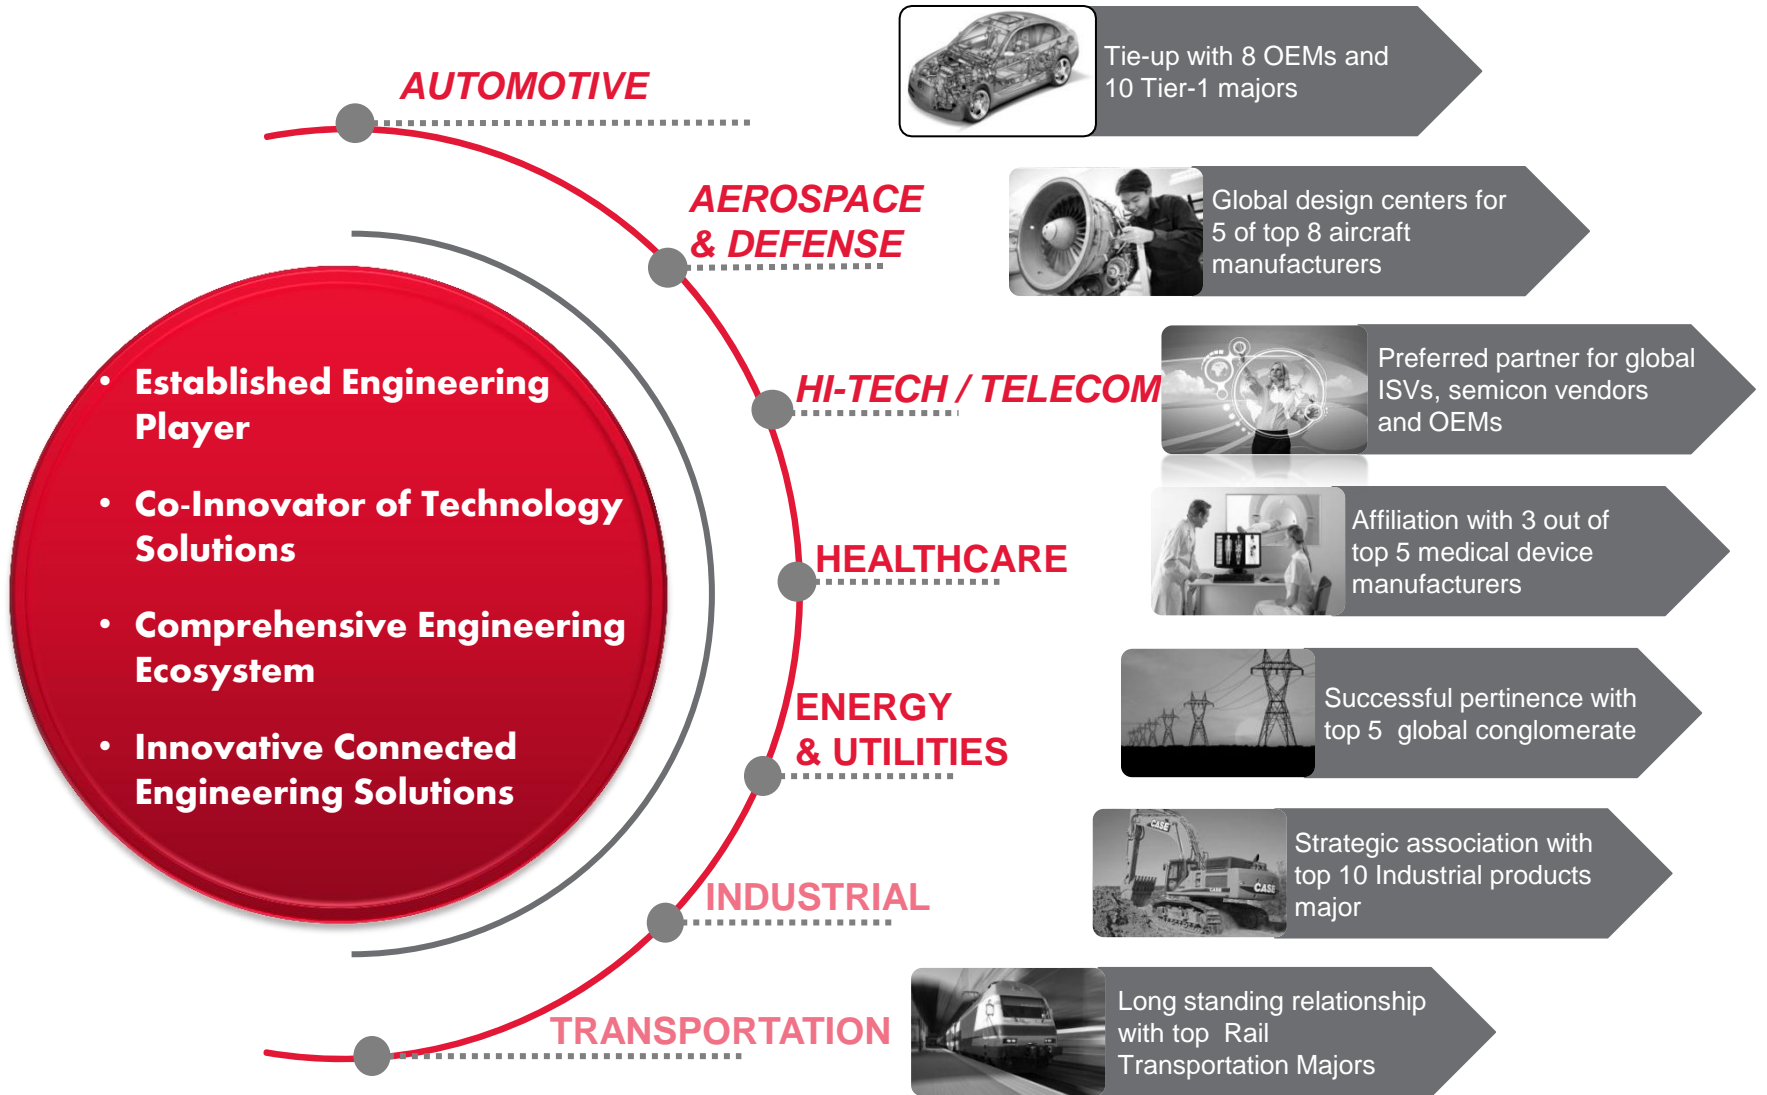 AUTOMOTIVE
Tie-up with 8 OEMs and
10 Tier-1 majors
AEROSPACE
& DEFENSE
Global design centers for
5 of top 8 aircraft
manufacturers
HI-TECH / TELECOM
Preferred partner for global
ISVs, semicon vendors
and OEMs
HEALTHCARE
Affiliation with 3 out of
top 5 medical device
manufacturers
ENERGY
& UTILITIES
Successful pertinence with
top 5  global conglomerate
INDUSTRIAL
CASE
CASE
CASE
Strategic association with
top 10 Industrial products
major
TRANSPORTATION
Long standing relationship
with top  Rail
Transportation Majors
• Established Engineering
Player
• Co-Innovator of Technology
Solutions
• Comprehensive Engineering
Ecosystem
• Innovative Connected
Engineering Solutions